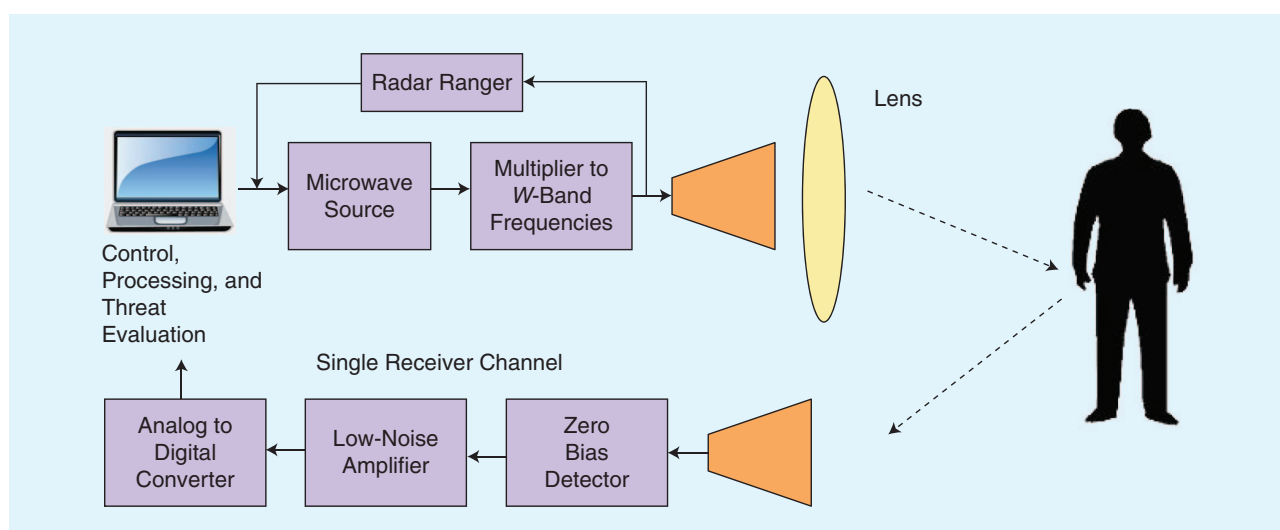 Radar Ranger
Lens
Microwave
Source
Multiplier to
W-Band
Frequencies
Control,
Processing, and
Threat
Evaluation
Single Receiver Channel
Analog to
Digital
Converter
Low-Noise
Amplifier
Zero
Bias
Detector